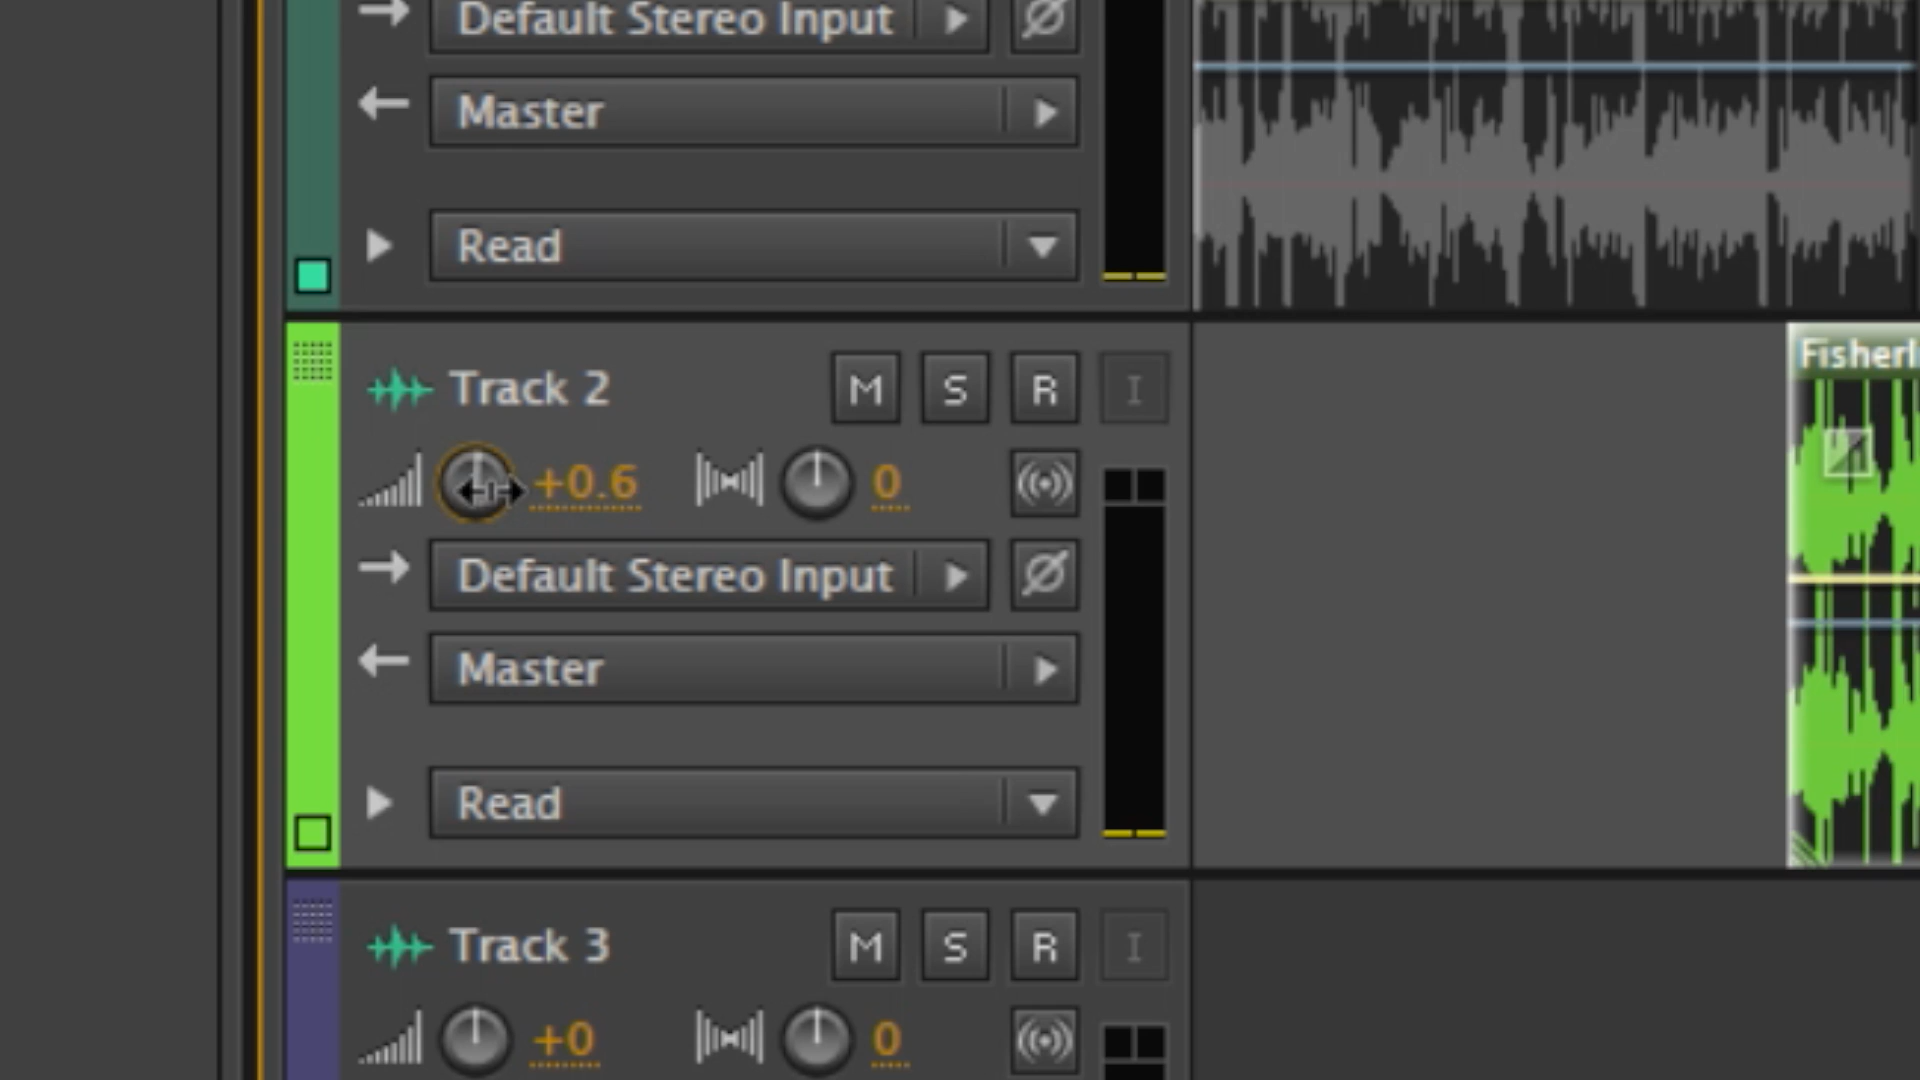 Default Stereo Input
Master
Read
Track 2 M S R I
+0.6 0
Default Stereo Input
Master
Read
Track 3 M S R I
+0 0